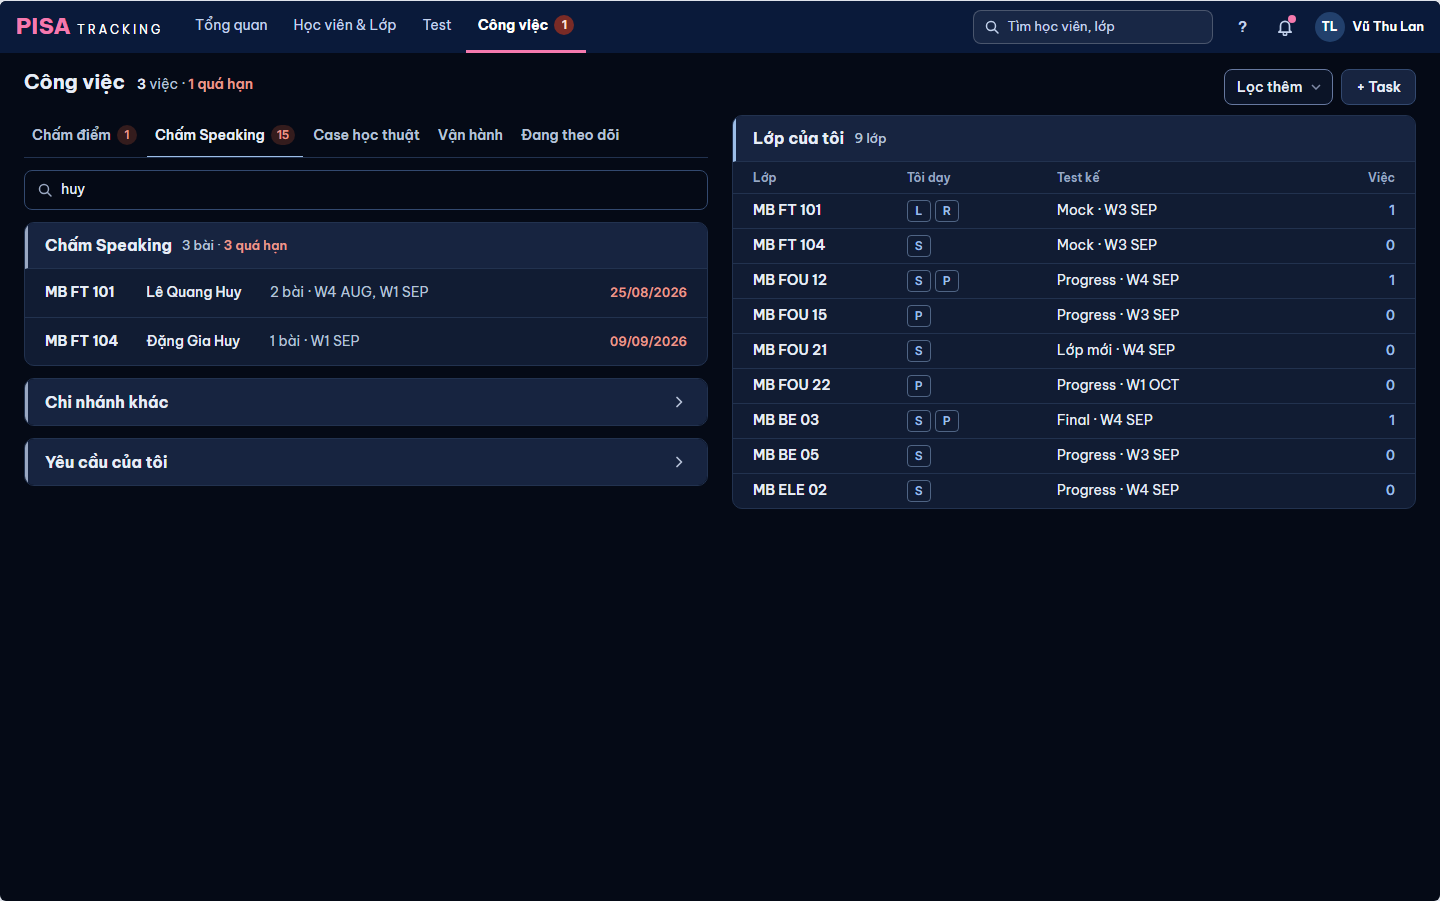 PISA TRACKING Tổng quan Học viên & Lớp Test Công việc 1 Tìm học viên, lớp ? TL Vũ Thu Lan
Công việc 3 việc · 1 quá hạn Lọc thêm + Task
Chấm điểm 1 Chấm Speaking 15 Case học thuật Vận hành Đang theo dõi
huy
Chấm Speaking 3 bài · 3 quá hạn
MB FT 101 Lê Quang Huy 2 bài · W4 AUG, W1 SEP 25/08/2026
MB FT 104 Đặng Gia Huy 1 bài · W1 SEP 09/09/2026
Chi nhánh khác
Yêu cầu của tôi
Lớp của tôi 9 lớp
Lớp Tôi dạy Test kế Việc
MB FT 101 L R Mock · W3 SEP 1
MB FT 104 S Mock · W3 SEP 0
MB FOU 12 S P Progress · W4 SEP 1
MB FOU 15 P Progress · W3 SEP 0
MB FOU 21 S Lớp mới · W4 SEP 0
MB FOU 22 P Progress · W1 OCT 0
MB BE 03 S P Final · W4 SEP 1
MB BE 05 S Progress · W3 SEP 0
MB ELE 02 S Progress · W4 SEP 0